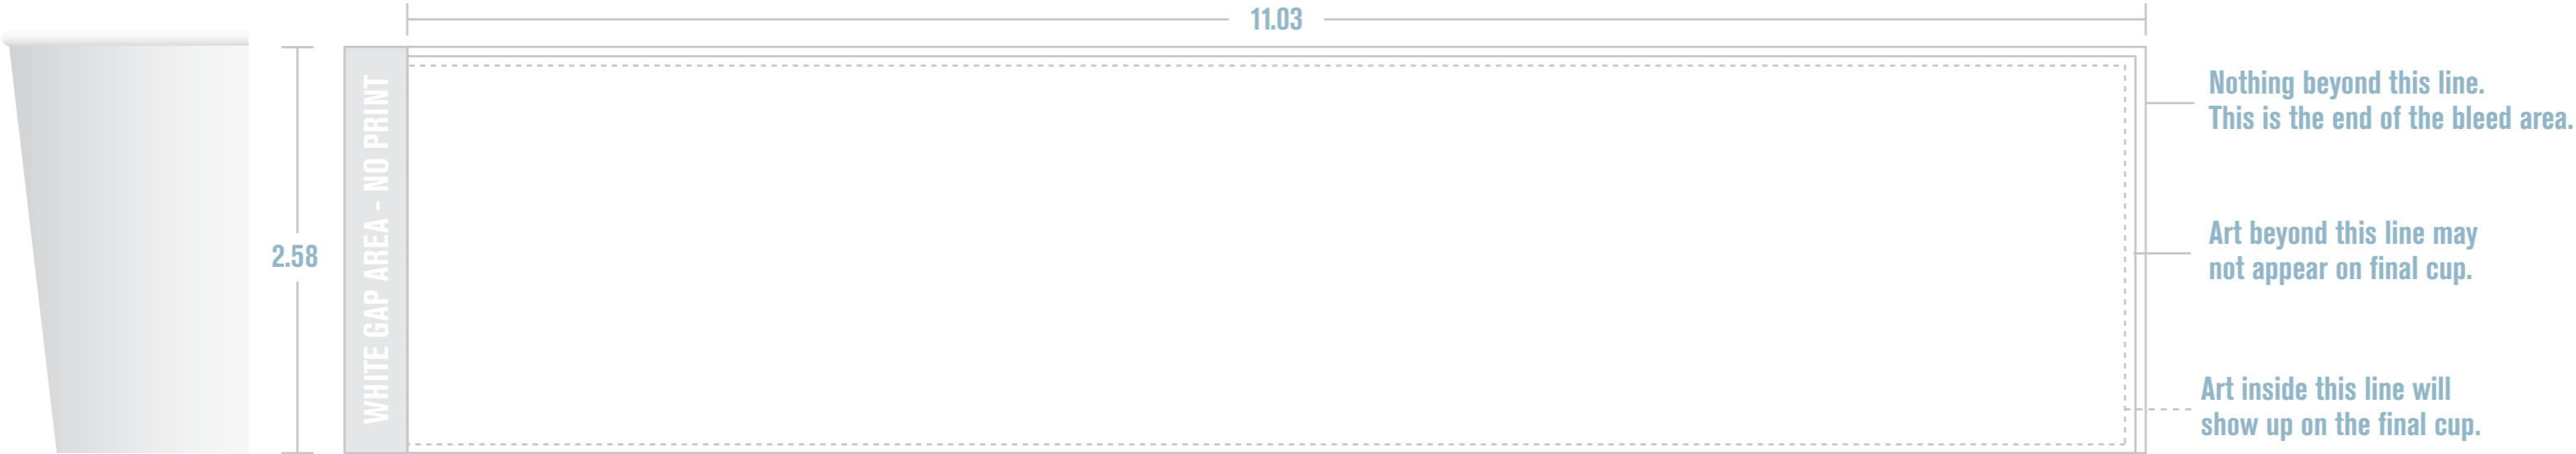 11.03
2.58
WHITE GAP AREA - NO PRINT
Nothing beyond this line.
This is the end of the bleed area.
Art beyond this line may
not appear on final cup.
Art inside this line will
show up on the final cup.